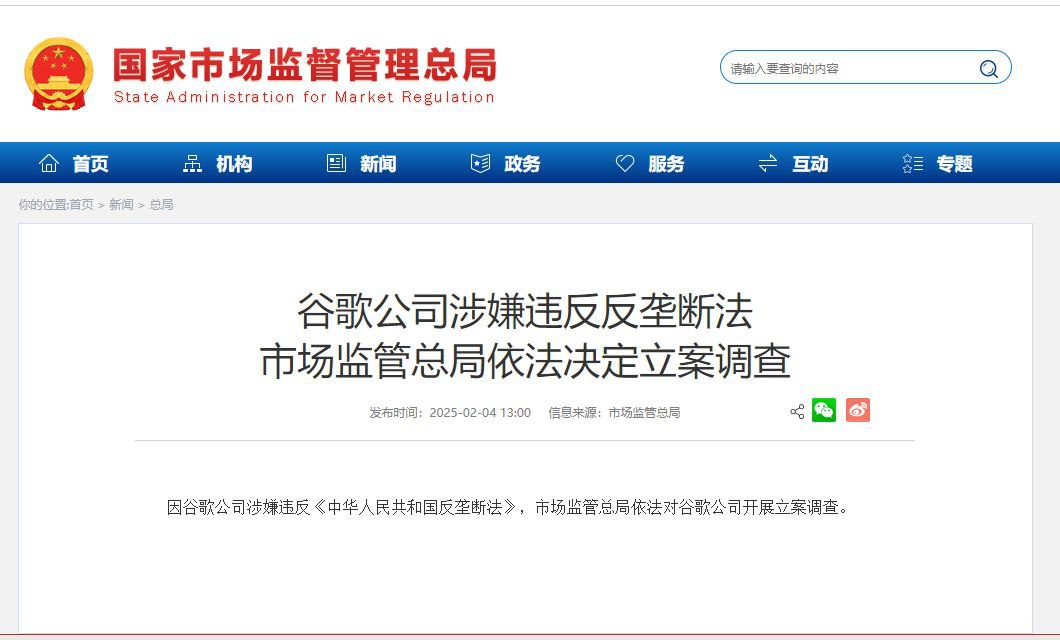 国家市场监督管理总局
State Administration for Market Regulation
请输入要查询的内容
首页 机构 新闻 政务 服务 互动 专题
你的位置:首页 > 新闻 > 总局
谷歌公司涉嫌违反反垄断法
市场监管总局依法决定立案调查
发布时间：2025-02-04 13:00 信息来源：市场监管总局
因谷歌公司涉嫌违反《中华人民共和国反垄断法》，市场监管总局依法对谷歌公司开展立案调查。